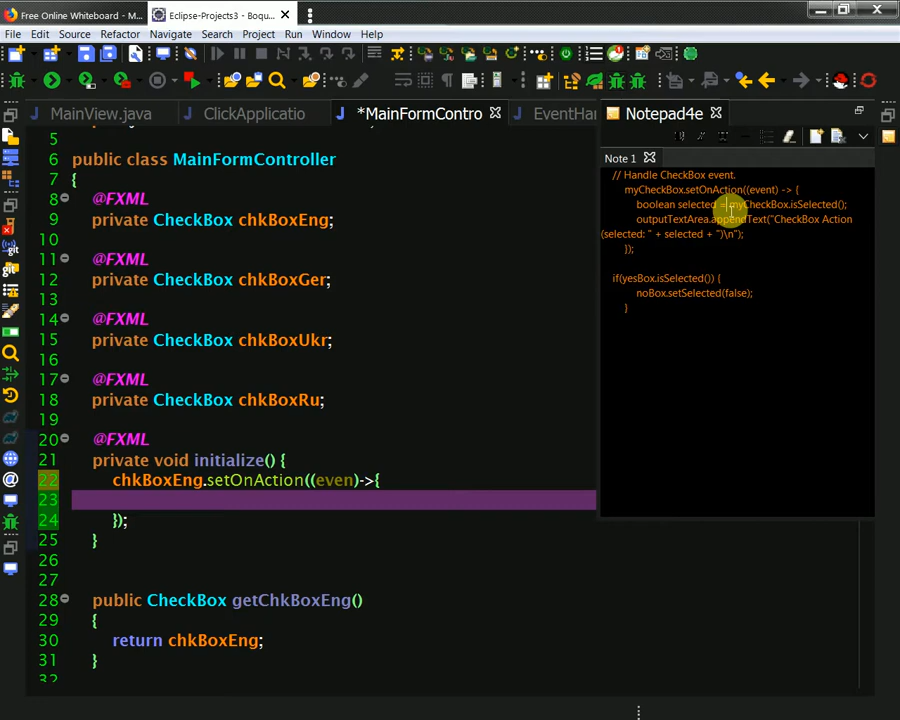 Free Online Whiteboard - M...
Eclipse-Projects3 - Boqu...
File Edit Source Refactor Navigate Search Project Run Window Help
MainView.java
ClickApplicatio
*MainFormContro
EventHan
Notepad4e
Note 1
5
6 public class MainFormController
7 {
8 @FXML
9 private CheckBox chkBoxEng;
10
11 @FXML
12 private CheckBox chkBoxGer;
13
14 @FXML
15 private CheckBox chkBoxUkr;
16
17 @FXML
18 private CheckBox chkBoxRu;
19
20 @FXML
21 private void initialize() {
22 chkBoxEng.setOnAction((even)->{
23
24 });
25 }
26
27
28 public CheckBox getChkBoxEng()
29 {
30 return chkBoxEng;
31 }
32
// Handle CheckBox event.
myCheckBox.setOnAction((event) -> {
boolean selected = myCheckBox.isSelected();
outputTextArea.appendText("CheckBox Action
(selected: " + selected + ")\n");
});
if(yesBox.isSelected()) {
noBox.setSelected(false);
}